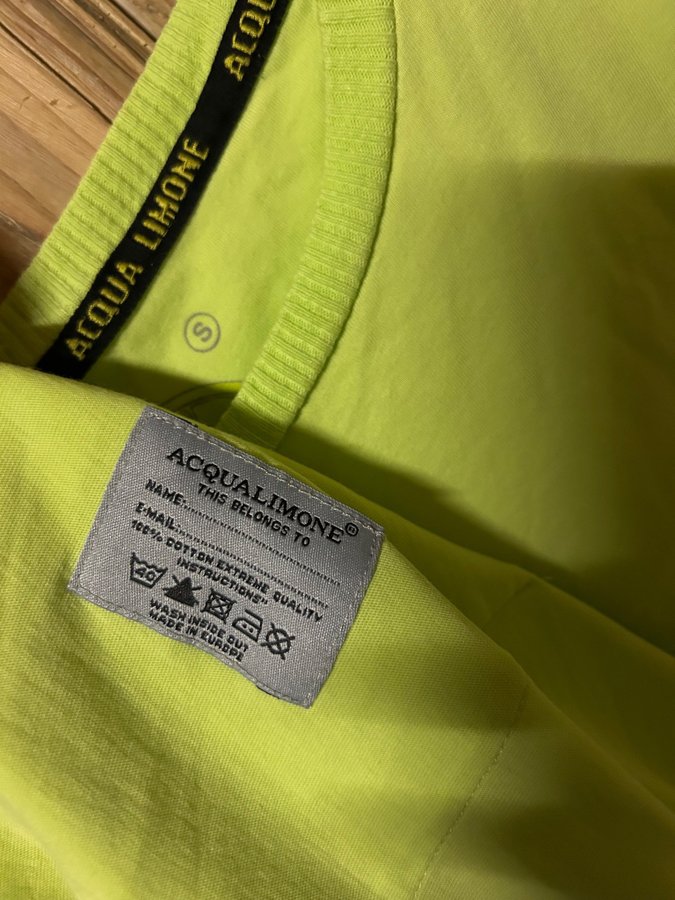 ACQUA LIMONE ACQU
S
ACQUALIMONE®
THIS BELONGS TO
NAME:
E-MAIL:
100% COTTON EXTREME QUALITY
"INSTRUCTIONS"
WASH INSIDE OUT
MADE IN EUROPE